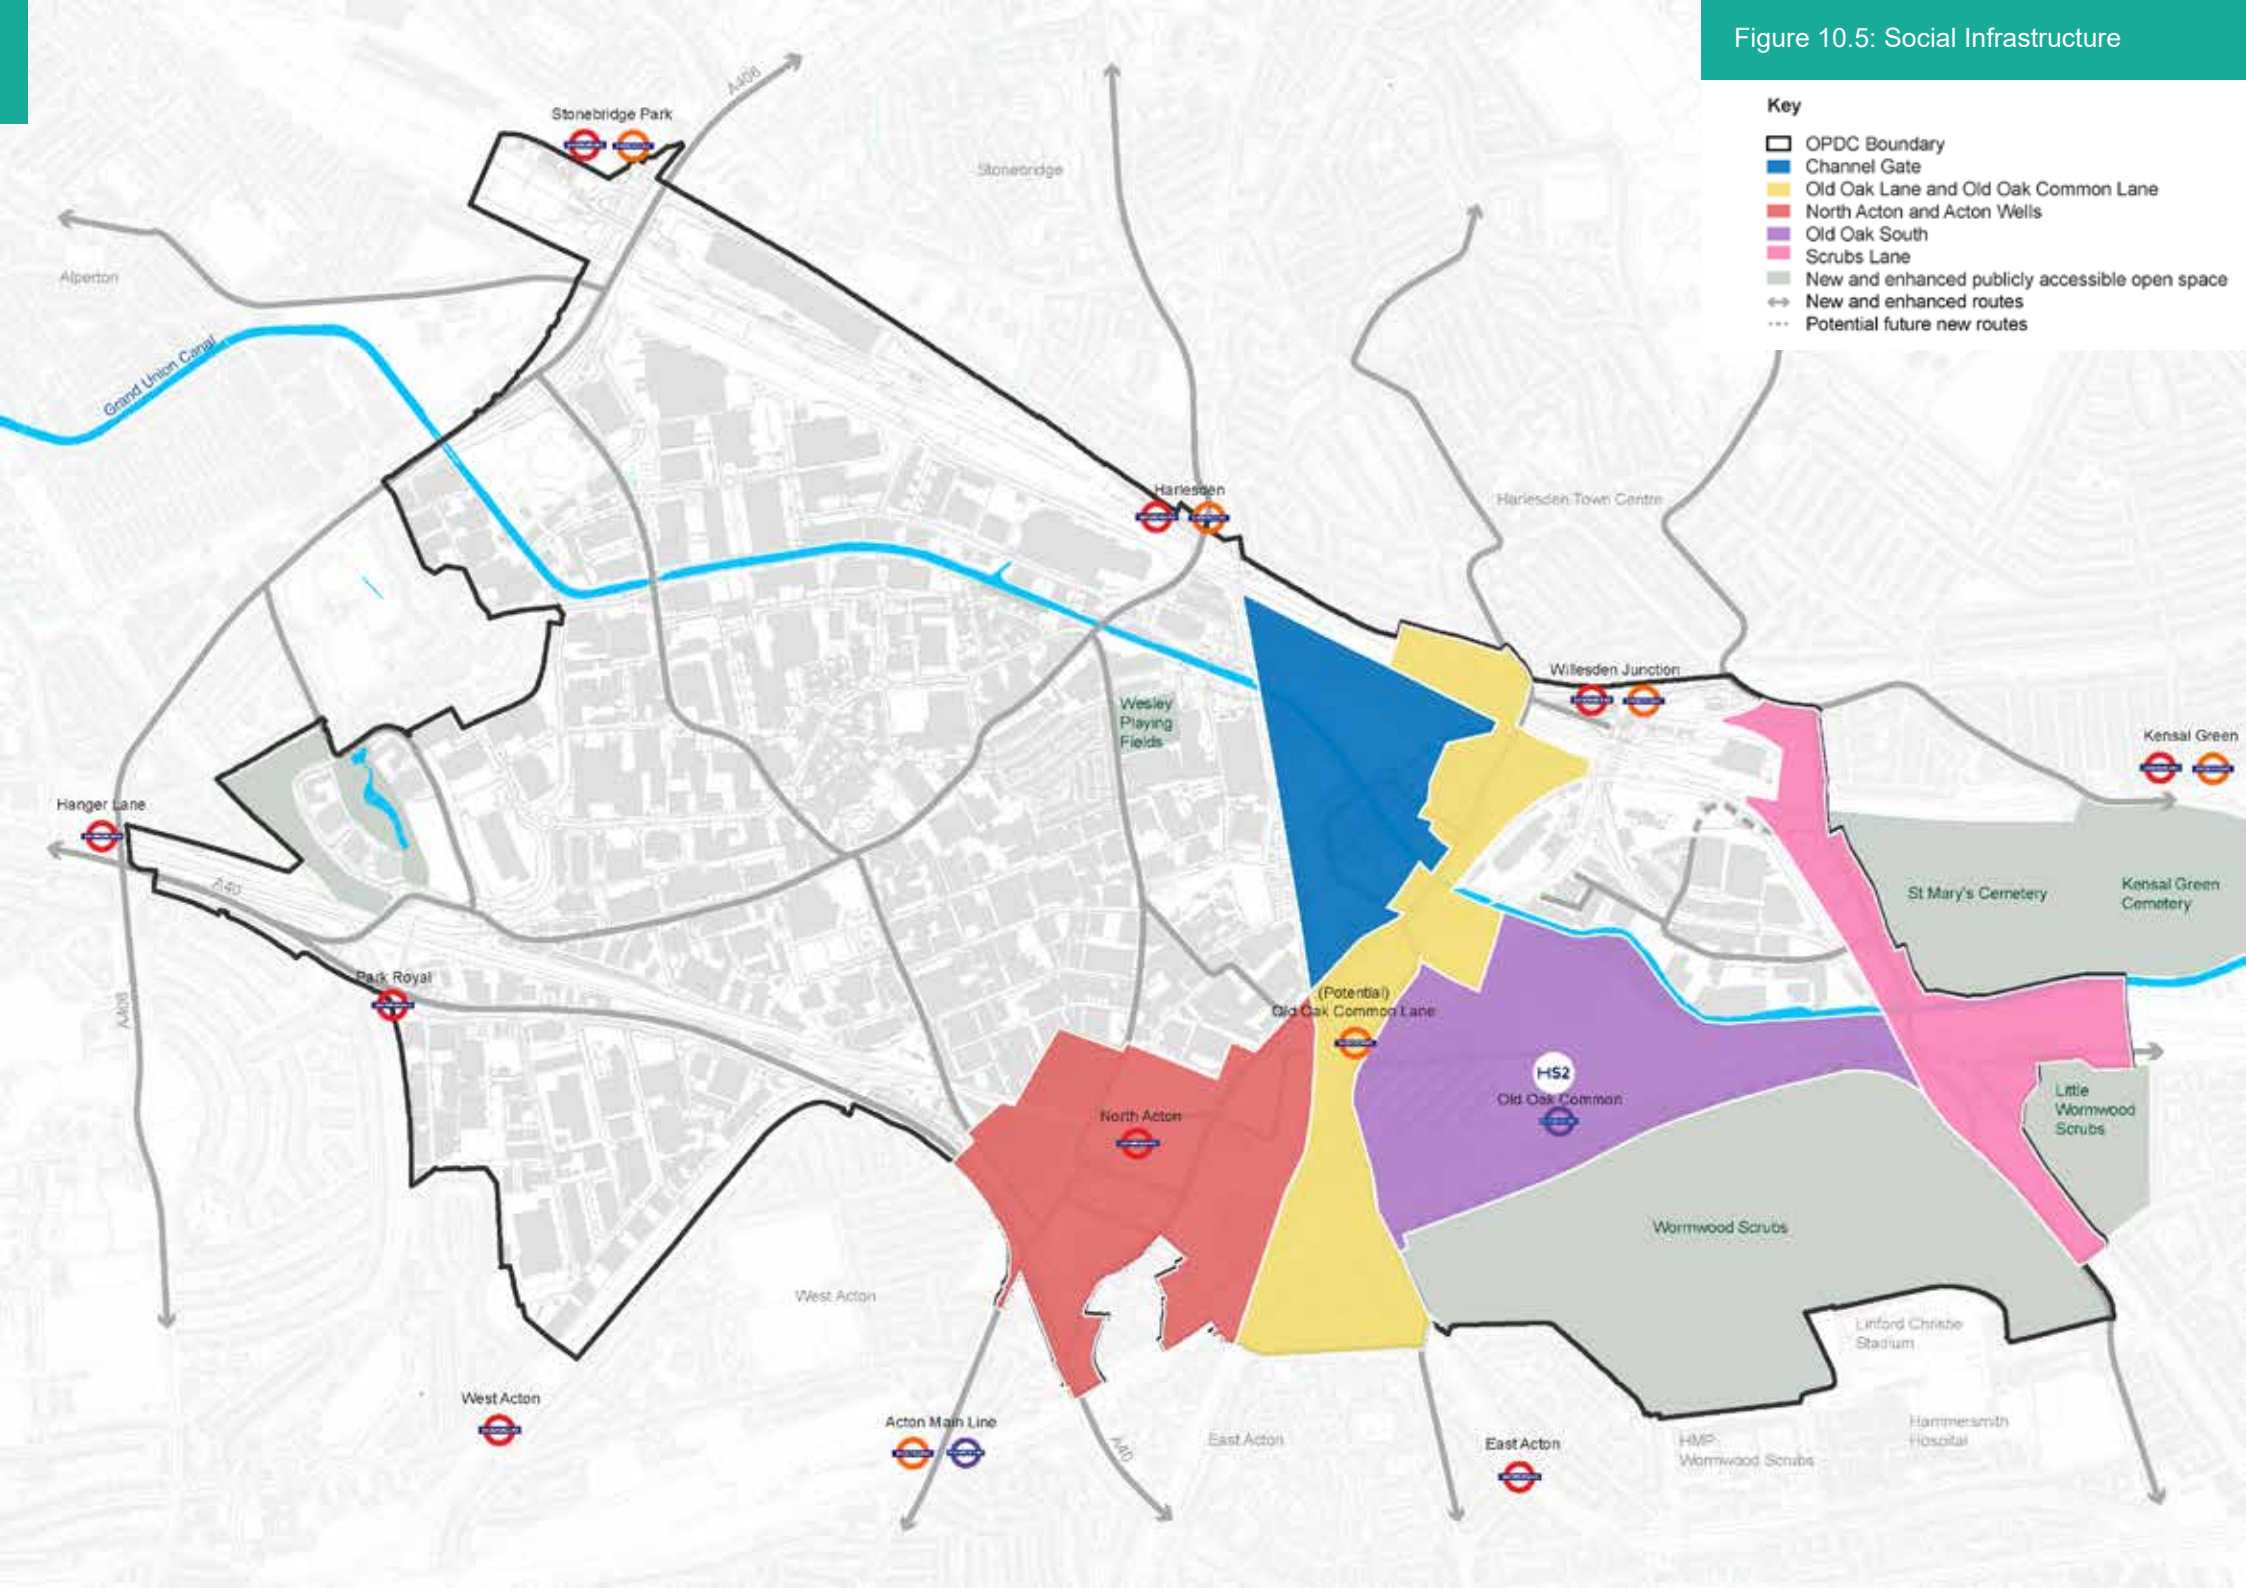 Figure 10.5: Social Infrastructure
Key
OPDC Boundary
Channel Gate
Old Oak Lane and Old Oak Common Lane
North Acton and Acton Wells
Old Oak South
Scrubs Lane
New and enhanced publicly accessible open space
New and enhanced routes
Potential future new routes
A406
Stonebridge Park
Stonebridge
Alperton
Grand Union Canal
Harlesden
Harlesden Town Centre
Willesden Junction
Wesley
Playing
Fields
Kensal Green
Hanger Lane
A40
St Mary's Cemetery
Kensal Green
Cemetery
Park Royal
A406
(Potential)
Old Oak Common Lane
HS2
Old Oak Common
North Acton
Little
Wormwood
Scrubs
Wormwood Scrubs
West Acton
Linford Christie
Stadium
West Acton
Acton Main Line
A40
East Acton
East Acton
HMP
Wormwood Scrubs
Hammersmith
Hospital